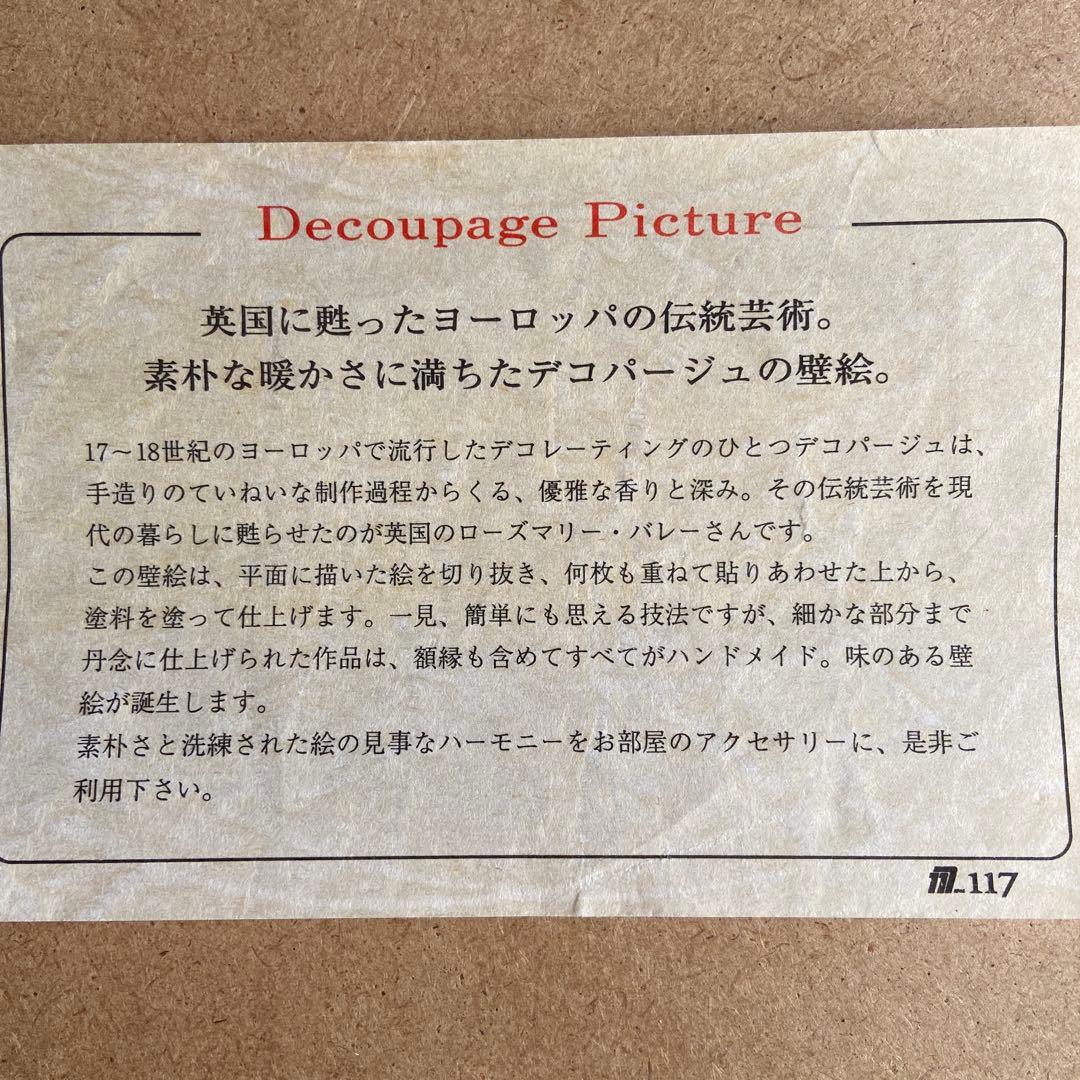 Decoupage Picture
英国に甦ったヨーロッパの伝統芸術。
素朴な暖かさに満ちたデコパージュの壁絵。
17〜18世紀のヨーロッパで流行したデコレーティングのひとつデコパージュは、
手造りのていねいな制作過程からくる、優雅な香りと深み。その伝統芸術を現
代の暮らしに甦らせたのが英国のローズマリー・バレーさんです。
この壁絵は、平面に描いた絵を切り抜き、何枚も重ねて貼りあわせた上から、
塗料を塗って仕上げます。一見、簡単にも思える技法ですが、細かな部分まで
丹念に仕上げられた作品は、額縁も含めてすべてがハンドメイド。味のある壁
絵が誕生します。
素朴さと洗練された絵の見事なハーモニーをお部屋のアクセサリーに、是非ご
利用下さい。
117